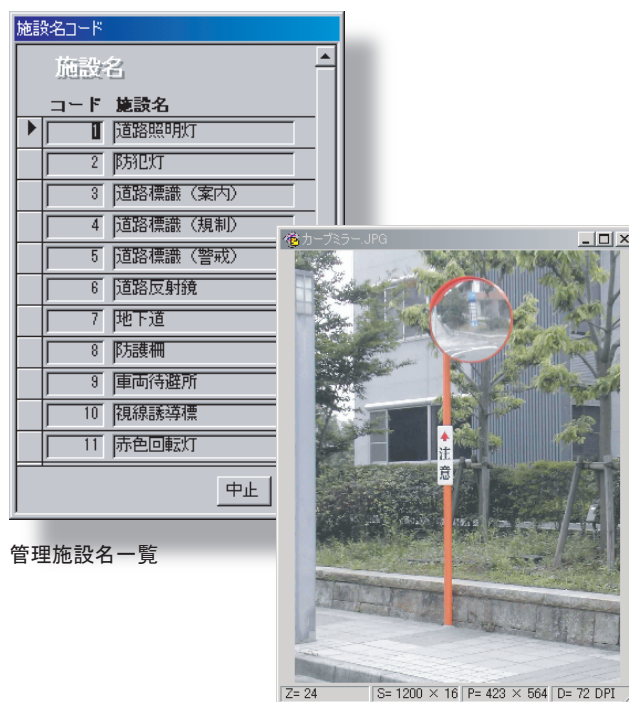 施設名コード
施設名
コード 施設名
1 道路照明灯
2 防犯灯
3 道路標識（案内）
4 道路標識（規制）
5 道路標識（警戒）
6 道路反射鏡
7 地下道
8 防護柵
9 車両待避所
10 視線誘導標
11 赤色回転灯
中止
管理施設名一覧
カーブミラー.JPG
注意
Z= 24 S= 1200 × 16 P= 423 × 564 D= 72 DPI